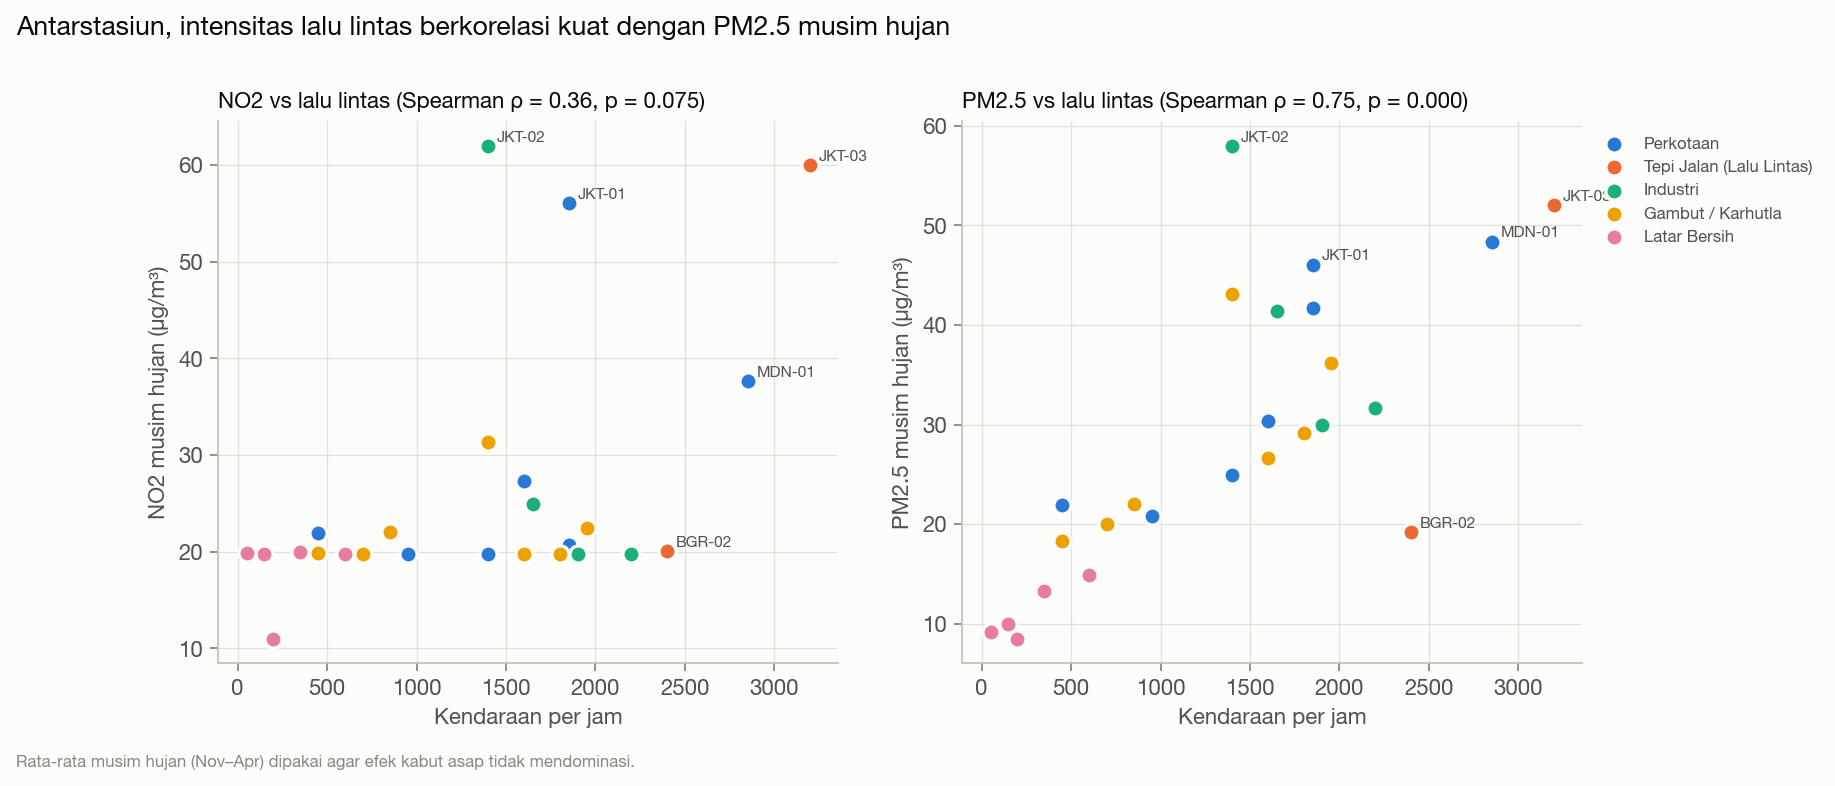 Antarstasiun, intensitas lalu lintas berkorelasi kuat dengan PM2.5 musim hujan
NO2 vs lalu lintas (Spearman ρ = 0.36, p = 0.075)
JKT-02
JKT-03
JKT-01
MDN-01
BGR-02
60
50
40
30
20
10
NO2 musim hujan (µg/m³)
0 500 1000 1500 2000 2500 3000
Kendaraan per jam
PM2.5 vs lalu lintas (Spearman ρ = 0.75, p = 0.000)
JKT-02
JKT-03
MDN-01
JKT-01
BGR-02
60
50
40
30
20
10
PM2.5 musim hujan (µg/m³)
0 500 1000 1500 2000 2500 3000
Kendaraan per jam
Perkotaan
Tepi Jalan (Lalu Lintas)
Industri
Gambut / Karhutla
Latar Bersih
Rata-rata musim hujan (Nov–Apr) dipakai agar efek kabut asap tidak mendominasi.